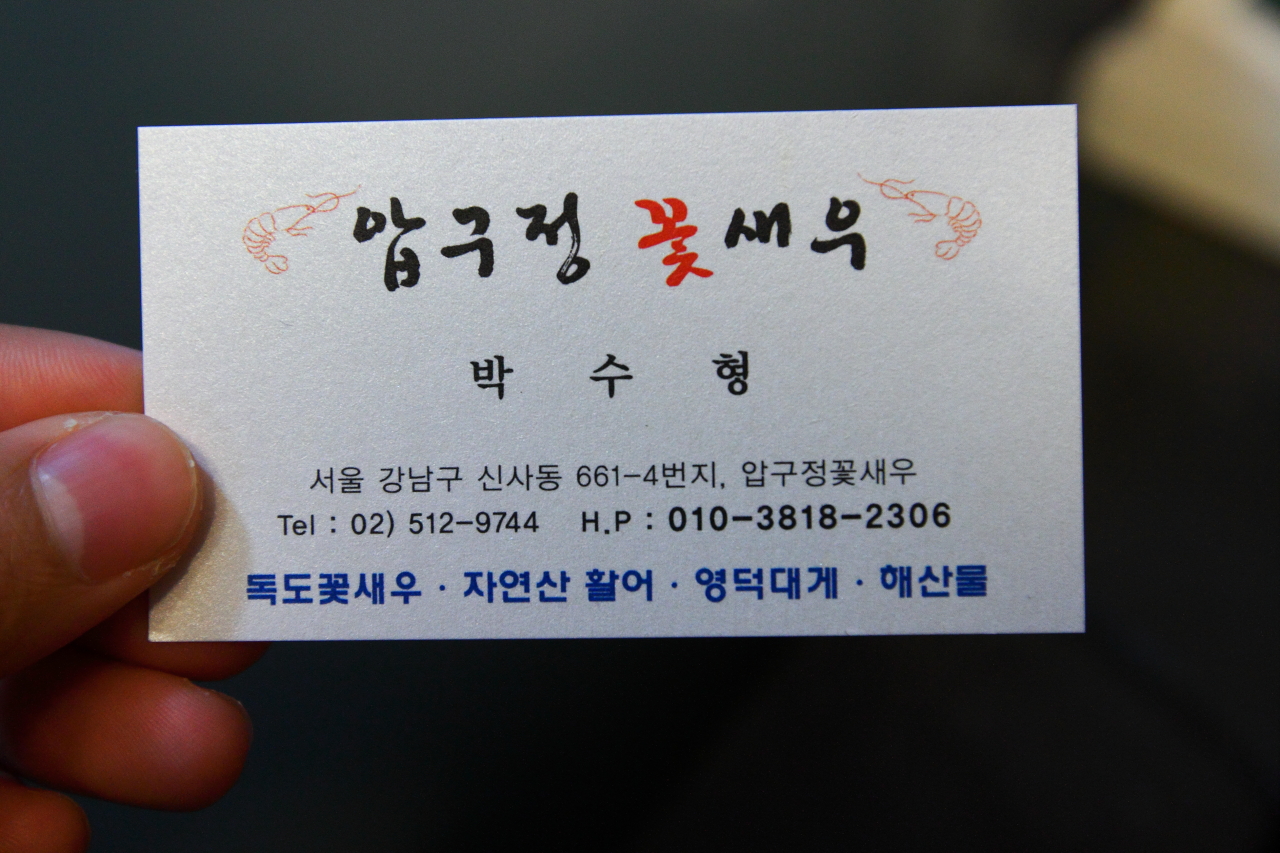 압구정 꽃새우
박 수 형
서울 강남구 신사동 661-4번지, 압구정꽃새우
Tel : 02) 512-9744 H.P : 010-3818-2306
독도꽃새우 · 자연산 활어 · 영덕대게 · 해산물